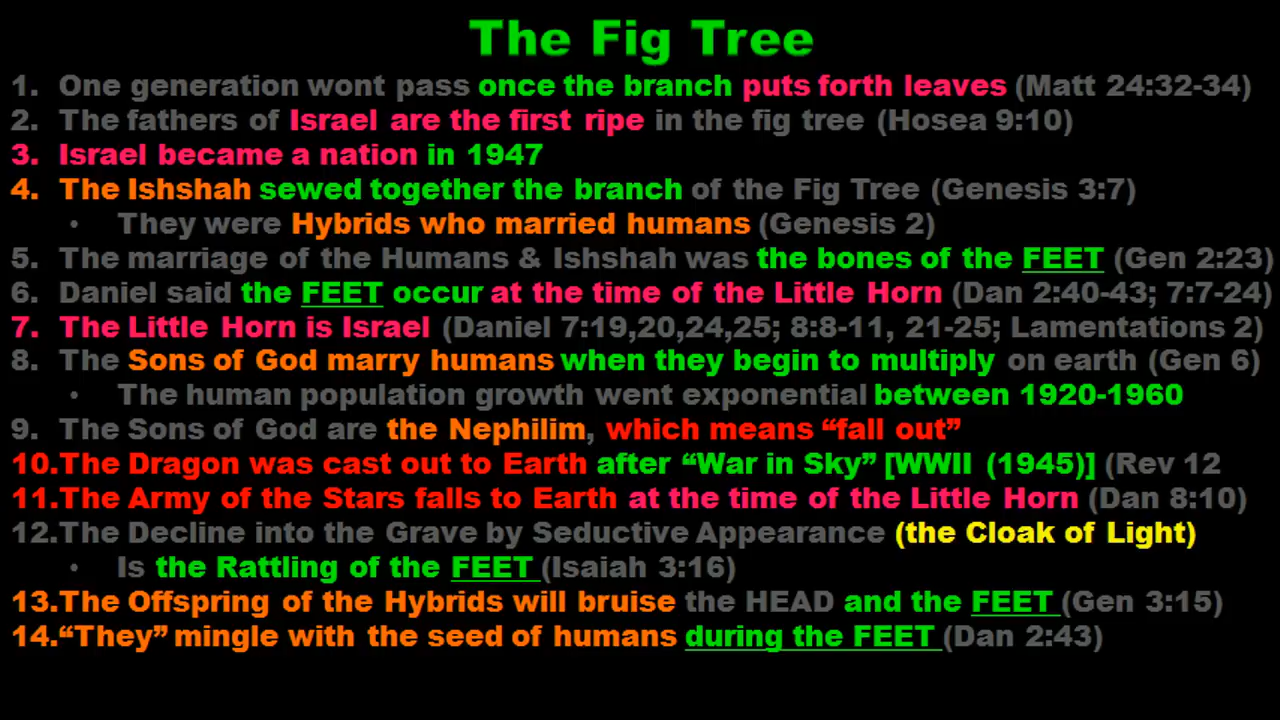 The Fig Tree
1. One generation wont pass once the branch puts forth leaves (Matt 24:32-34)
2. The fathers of Israel are the first ripe in the fig tree (Hosea 9:10)
3. Israel became a nation in 1947
4. The Ishshah sewed together the branch of the Fig Tree (Genesis 3:7)
• They were Hybrids who married humans (Genesis 2)
5. The marriage of the Humans & Ishshah was the bones of the FEET (Gen 2:23)
6. Daniel said the FEET occur at the time of the Little Horn (Dan 2:40-43; 7:7-24)
7. The Little Horn is Israel (Daniel 7:19,20,24,25; 8:8-11, 21-25; Lamentations 2)
8. The Sons of God marry humans when they begin to multiply on earth (Gen 6)
• The human population growth went exponential between 1920-1960
9. The Sons of God are the Nephilim, which means “fall out”
10.The Dragon was cast out to Earth after “War in Sky” [WWII (1945)] (Rev 12
11.The Army of the Stars falls to Earth at the time of the Little Horn (Dan 8:10)
12.The Decline into the Grave by Seductive Appearance (the Cloak of Light)
• Is the Rattling of the FEET (Isaiah 3:16)
13.The Offspring of the Hybrids will bruise the HEAD and the FEET (Gen 3:15)
14.“They” mingle with the seed of humans during the FEET (Dan 2:43)